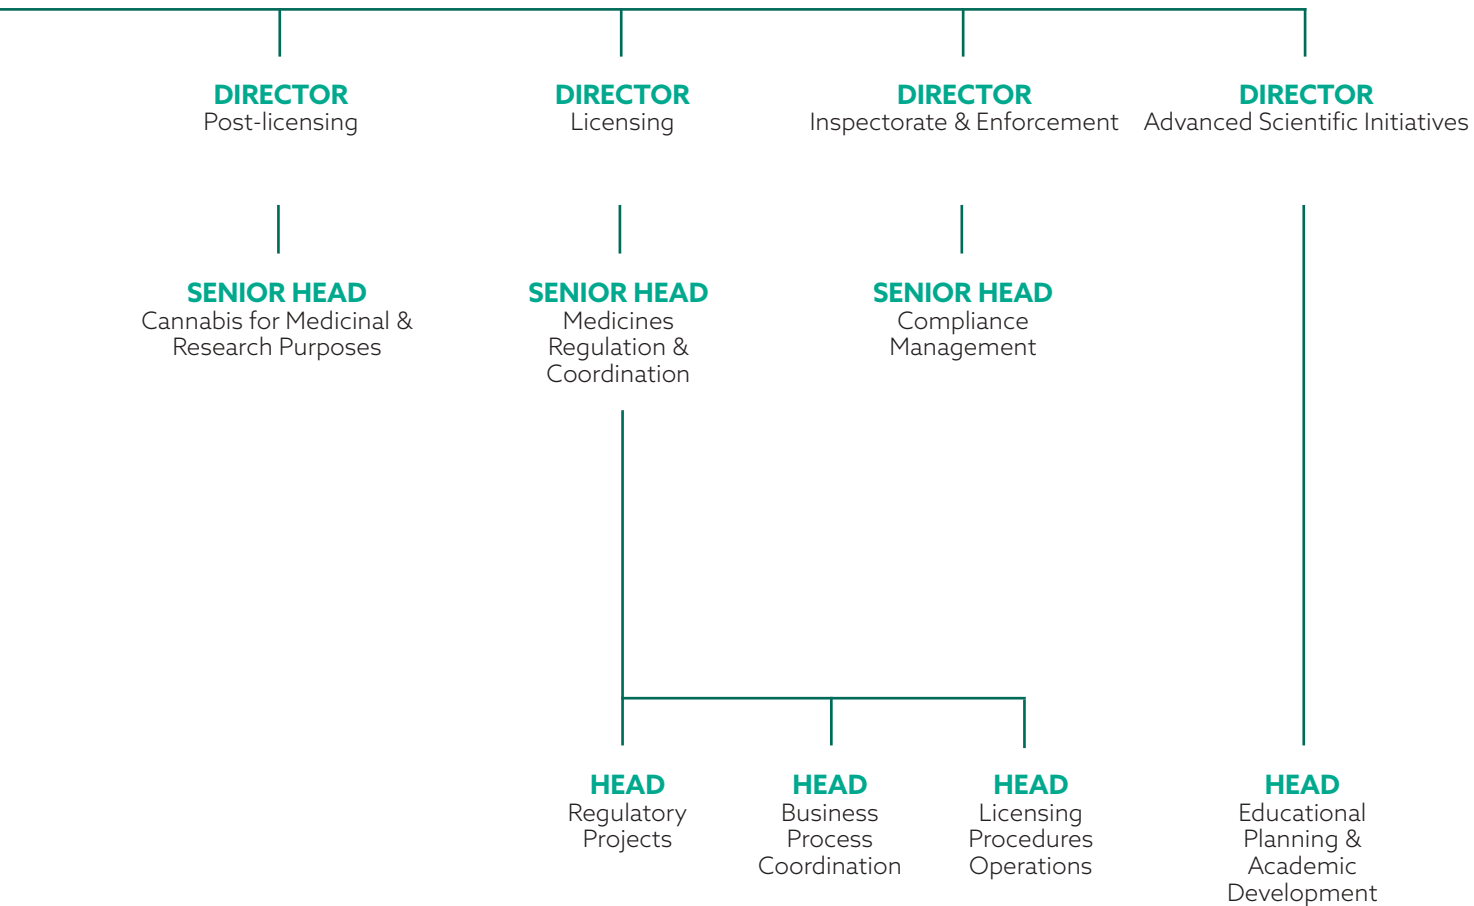 DIRECTOR
Post-licensing
DIRECTOR
Licensing
DIRECTOR
Inspectorate & Enforcement
DIRECTOR
Advanced Scientific Initiatives
SENIOR HEAD
Cannabis for Medicinal &
Research Purposes
SENIOR HEAD
Medicines
Regulation &
Coordination
SENIOR HEAD
Compliance
Management
HEAD
Regulatory
Projects
HEAD
Business
Process
Coordination
HEAD
Licensing
Procedures
Operations
HEAD
Educational
Planning &
Academic
Development